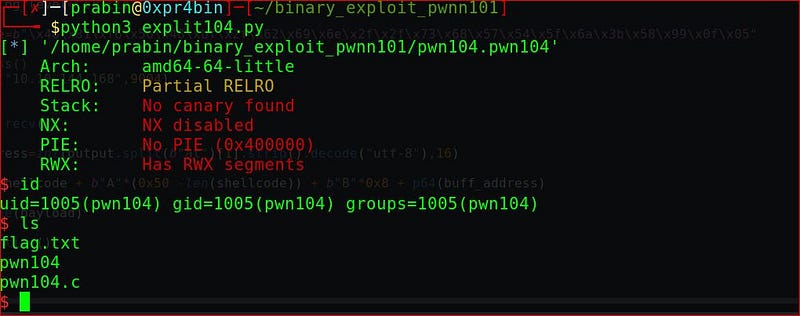 ┌─[✗]─[prabin@0xpr4bin]─[~/binary_exploit_pwnn101]
└──╼ $python3 explit104.py
[*] '/home/prabin/binary_exploit_pwnn101/pwn104.pwn104'
Arch: amd64-64-little
RELRO: Partial RELRO
Stack: No canary found
NX: NX disabled
PIE: No PIE (0x400000)
RWX: Has RWX segments
$ id
uid=1005(pwn104) gid=1005(pwn104) groups=1005(pwn104)
$ ls
flag.txt
pwn104
pwn104.c
$